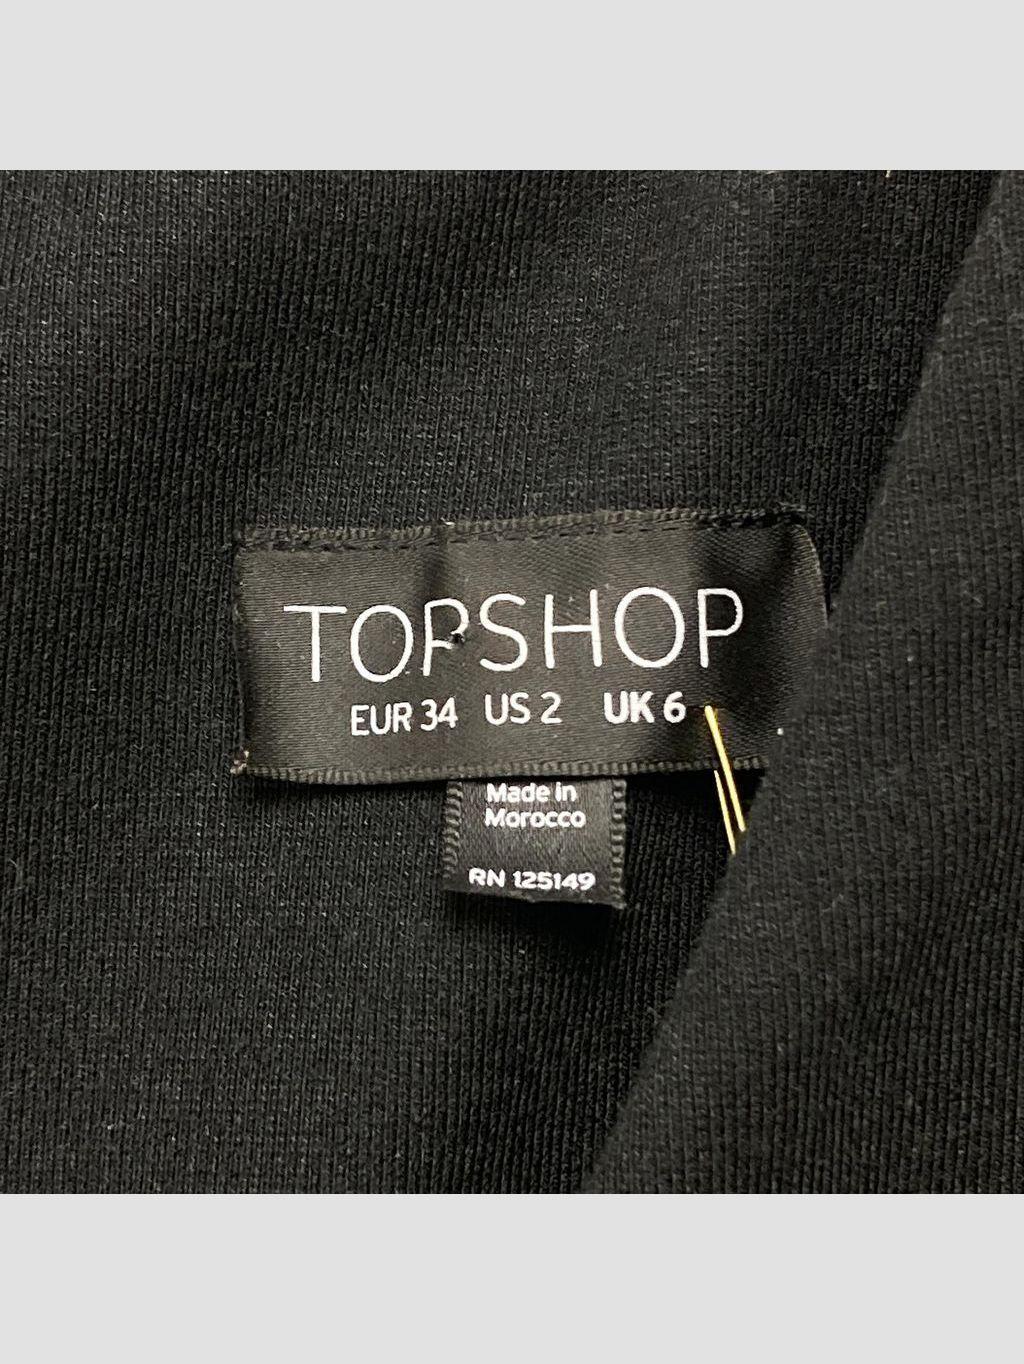 TOPSHOP
EUR 34 US 2 UK 6
Made in
Morocco
RN 125149